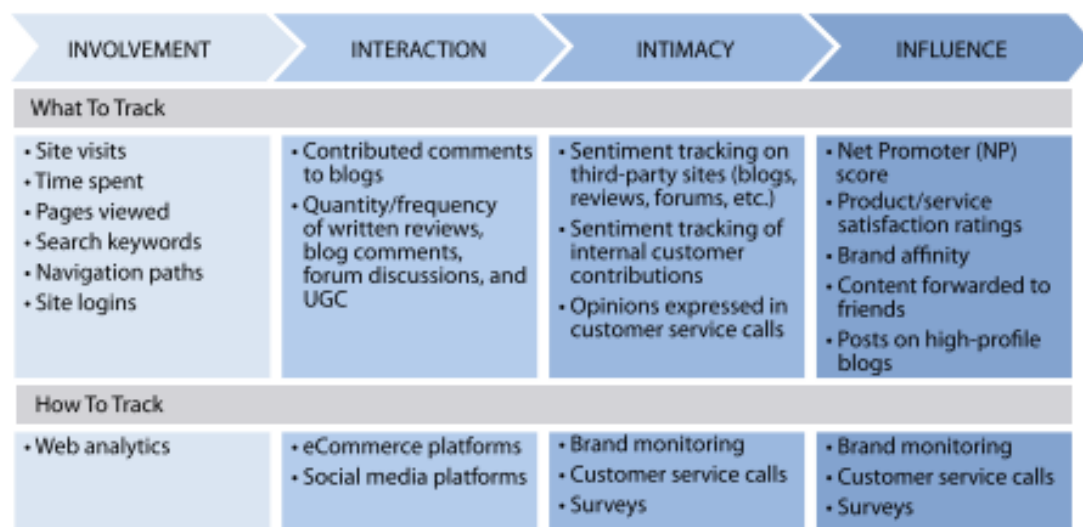 INVOLVEMENT
INTERACTION
INTIMACY
INFLUENCE
What To Track
• Site visits
• Time spent
• Pages viewed
• Search keywords
• Navigation paths
• Site logins
• Contributed comments
to blogs
• Quantity/frequency
of written reviews,
blog comments,
forum discussions, and
UGC
• Sentiment tracking on
third-party sites (blogs,
reviews, forums, etc.)
• Sentiment tracking of
internal customer
contributions
• Opinions expressed in
customer service calls
• Net Promoter (NP)
score
• Product/service
satisfaction ratings
• Brand affinity
• Content forwarded to
friends
• Posts on high-profile
blogs
How To Track
• Web analytics
• eCommerce platforms
• Social media platforms
• Brand monitoring
• Customer service calls
• Surveys
• Brand monitoring
• Customer service calls
• Surveys